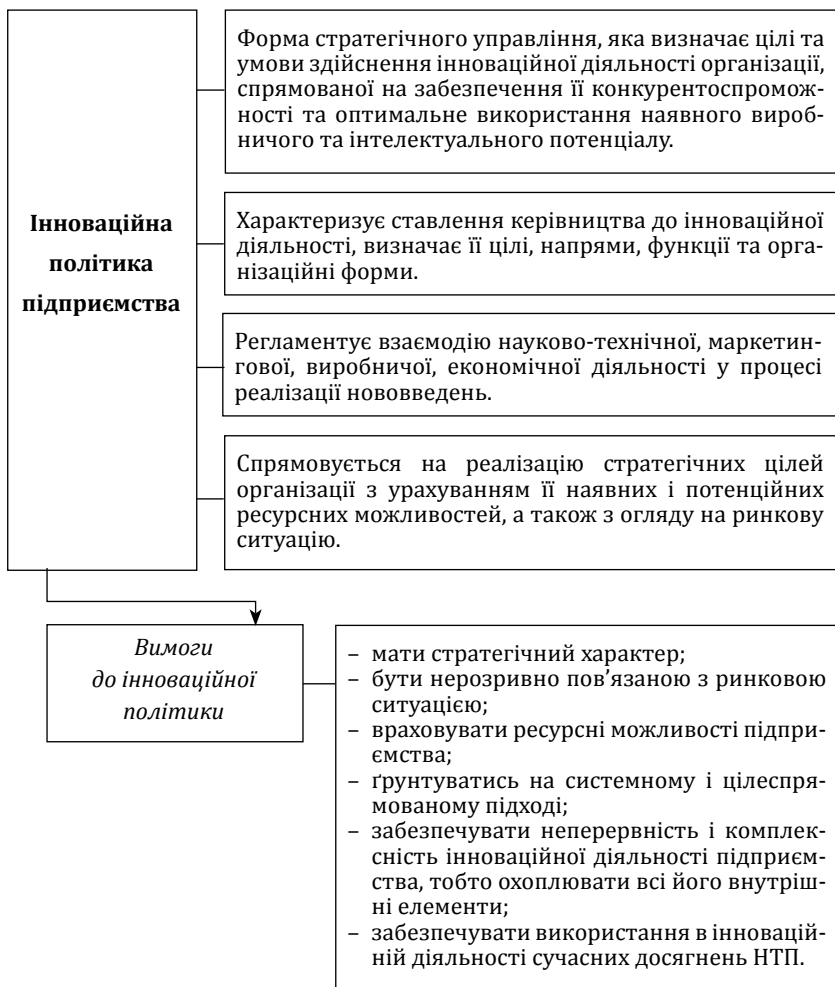 Інноваційна
політика
підприємства
Форма стратегічного управління, яка визначає цілі та
умови здійснення інноваційної діяльності організації,
спрямованої на забезпечення її конкурентоспромож-
ності та оптимальне використання наявного вироб-
ничого та інтелектуального потенціалу.
Характеризує ставлення керівництва до інноваційної
діяльності, визначає її цілі, напрями, функції та орга-
нізаційні форми.
Регламентує взаємодію науково-технічної, маркетин-
гової, виробничої, економічної діяльності у процесі
реалізації нововведень.
Спрямовується на реалізацію стратегічних цілей
організації з урахуванням її наявних і потенційних
ресурсних можливостей, а також з огляду на ринкову
ситуацію.
Вимоги
до інноваційної
політики
– мати стратегічний характер;
– бути нерозривно пов’язаною з ринковою
ситуацією;
– враховувати ресурсні можливості підпри-
ємства;
– ґрунтуватись на системному і цілеспря-
мованому підході;
– забезпечувати неперервність і комплек-
сність інноваційної діяльності підприєм-
ства, тобто охоплювати всі його внутріш-
ні елементи;
– забезпечувати використання в інновацій-
ній діяльності сучасних досягнень НТП.